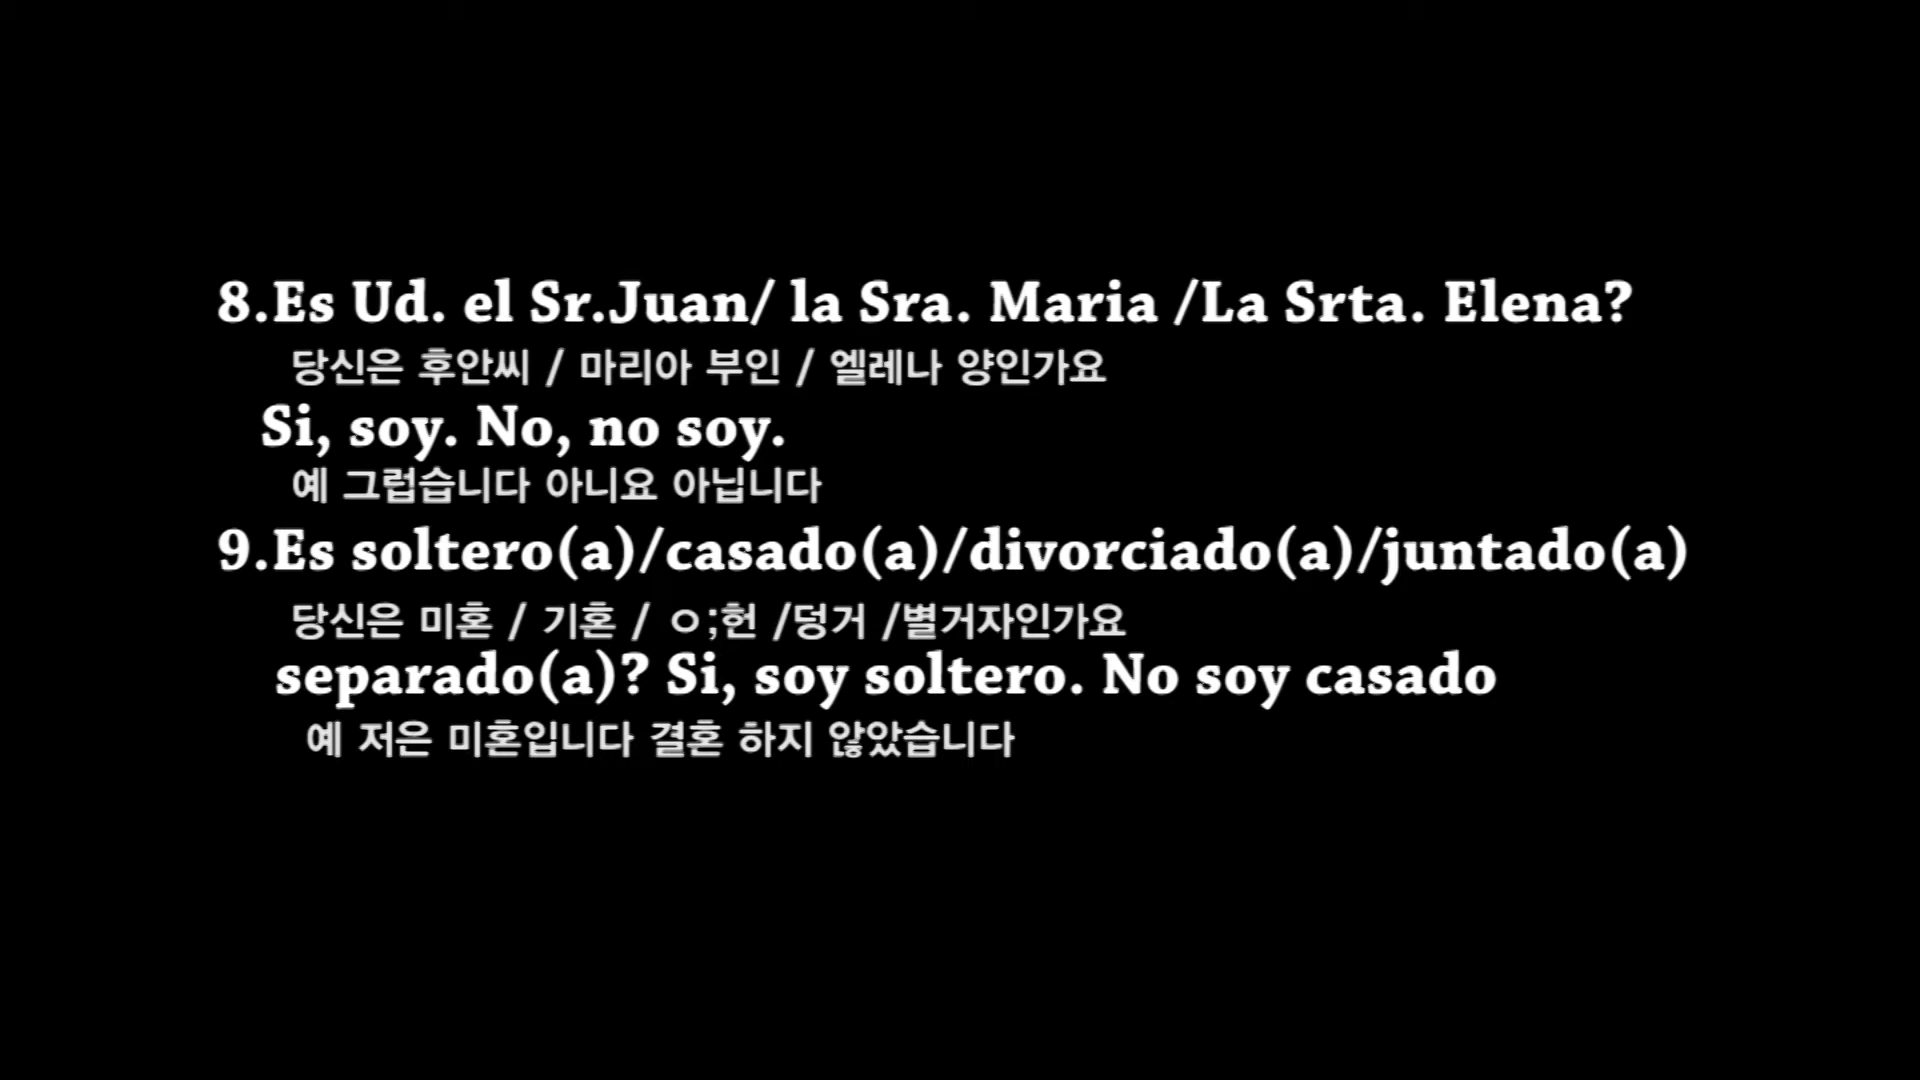 8.Es Ud. el Sr.Juan/ la Sra. Maria /La Srta. Elena?
당신은 후안씨 / 마리아 부인 / 엘레나 양인가요
Si, soy. No, no soy.
예 그럽습니다 아니요 아닙니다
9.Es soltero(a)/casado(a)/divorciado(a)/juntado(a)
당신은 미혼 / 기혼 / ㅇ;헌 /덩거 /별거자인가요
separado(a)? Si, soy soltero. No soy casado
예 저은 미혼입니다 결혼 하지 않았습니다